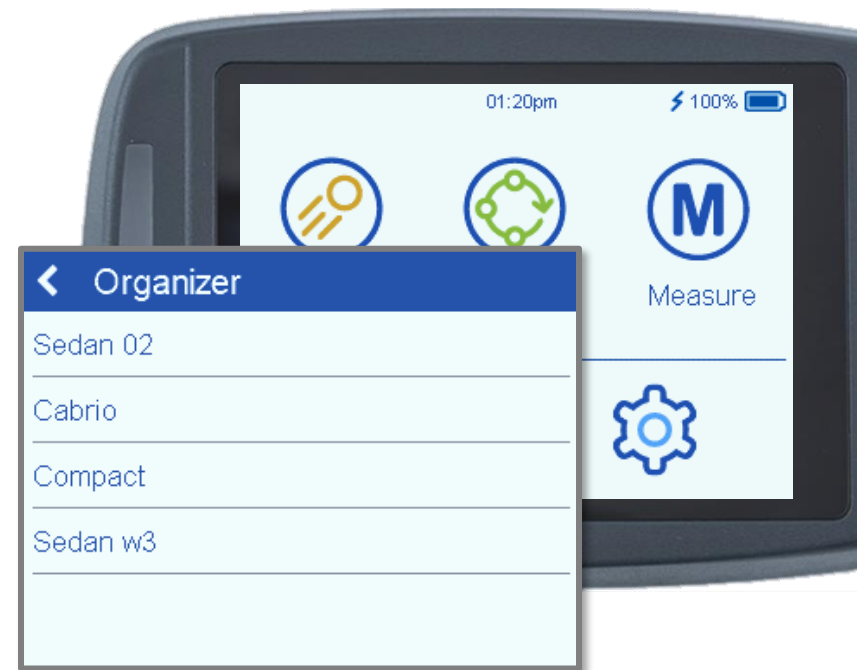 01:20pm
100%
M
Measure
Organizer
Sedan 02
Cabrio
Compact
Sedan w3